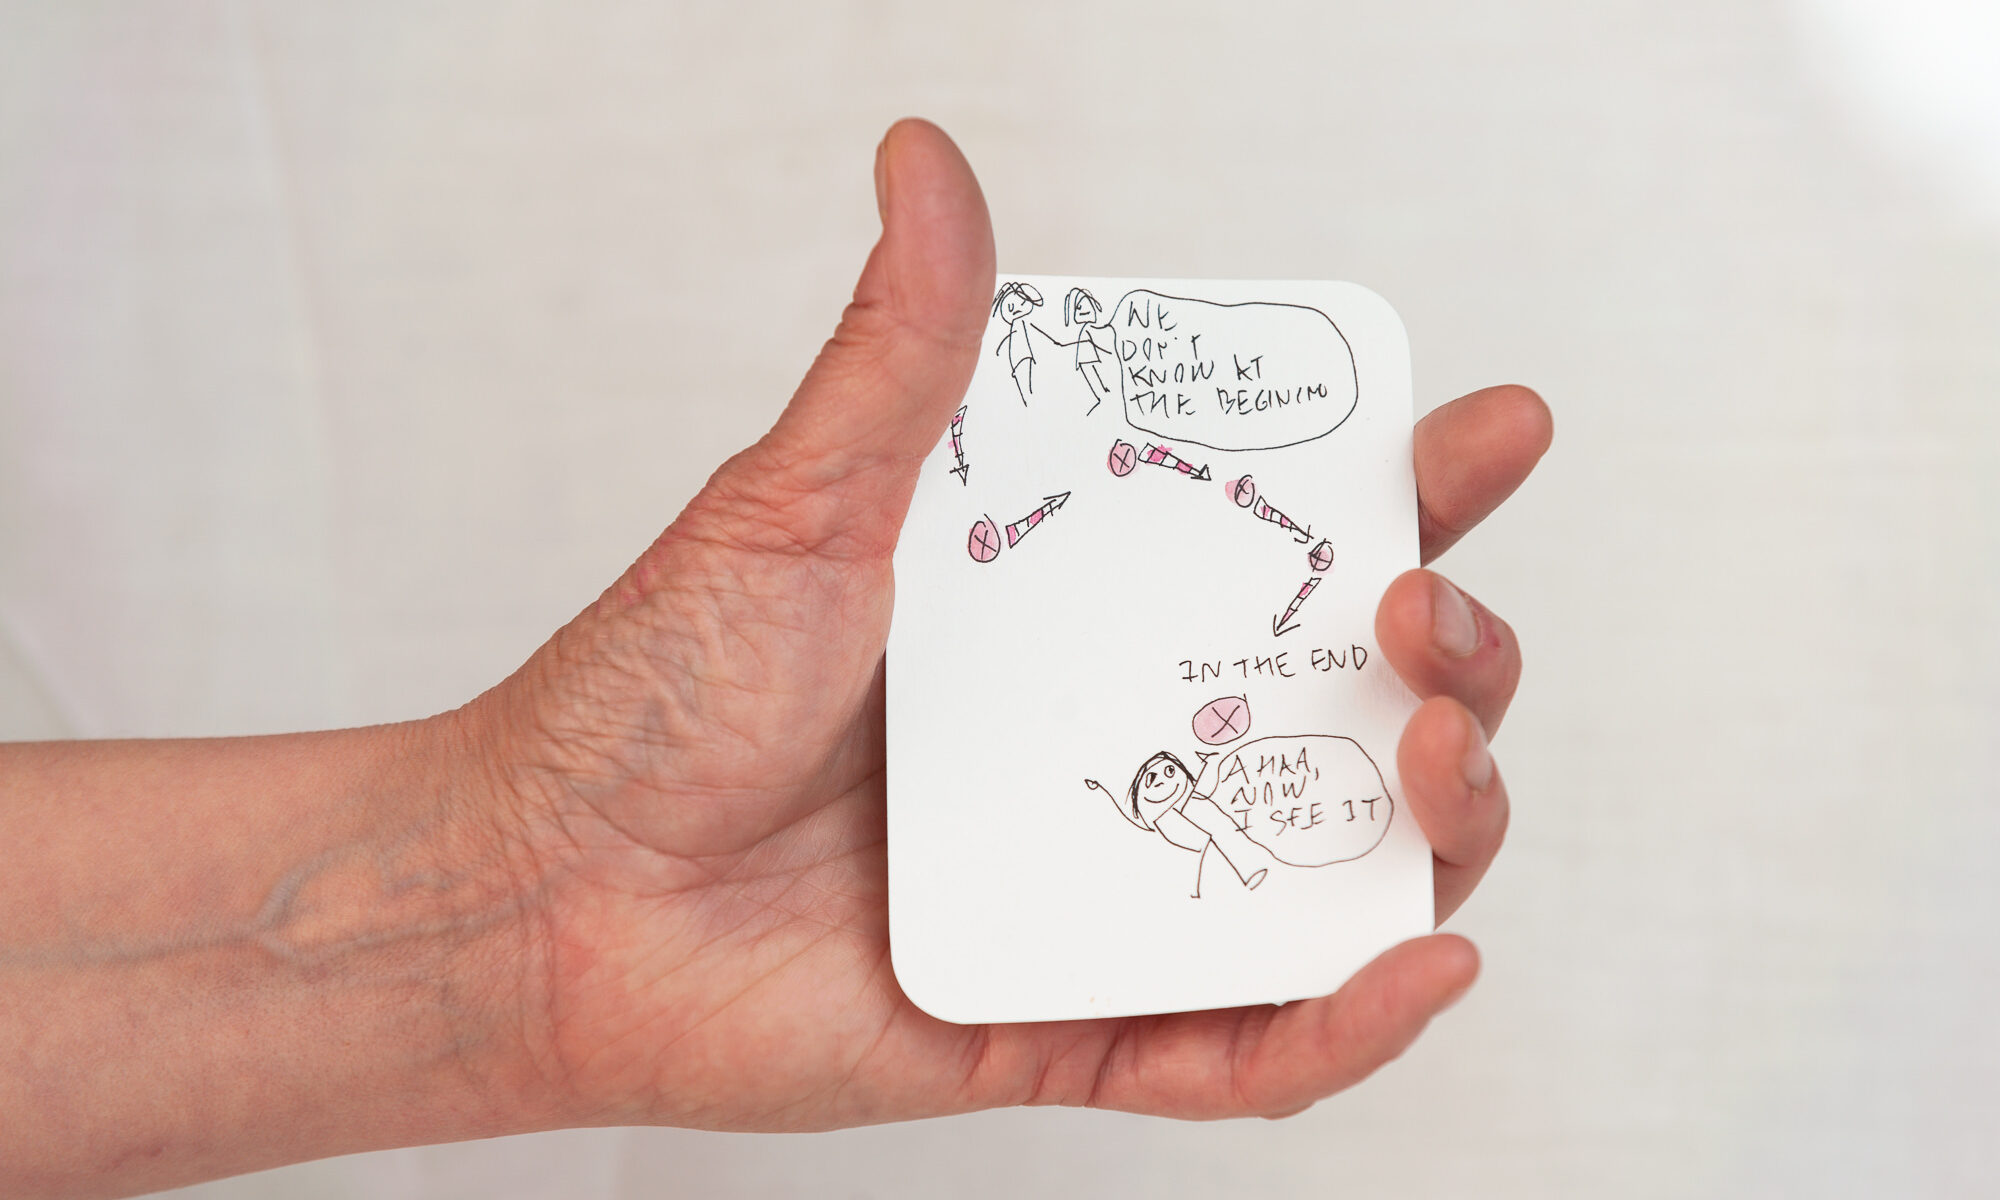 WE
DON'T
KNOW AT
THE BEGINING
IN THE END
AHAA,
NOW
I SEE IT